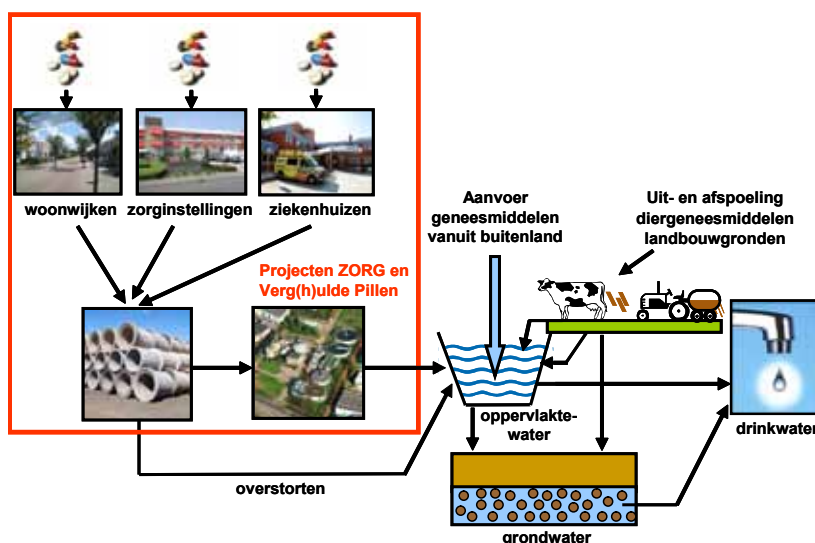 woonwijken
zorginstellingen
ziekenhuizen
Projecten ZORG en
Verg(h)ulde Pillen
Aanvoer
geneesmiddelen
vanuit buitenland
Uit- en afspoeling
diergeneesmiddelen
landbouwgronden
oppervlakte-
water
drinkwater
overstorten
grondwater